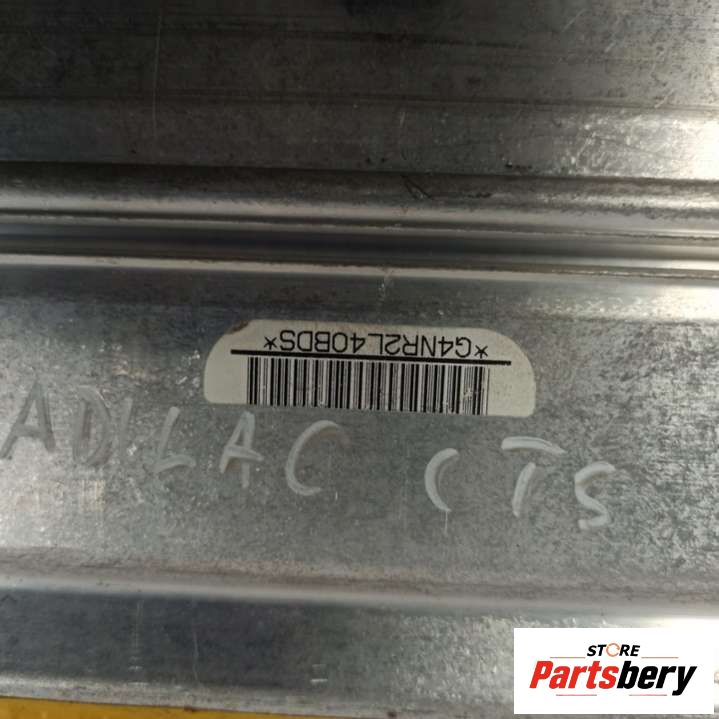 *G4NR2L40BDS*
ADILAC CTS
STORE
Partsbery